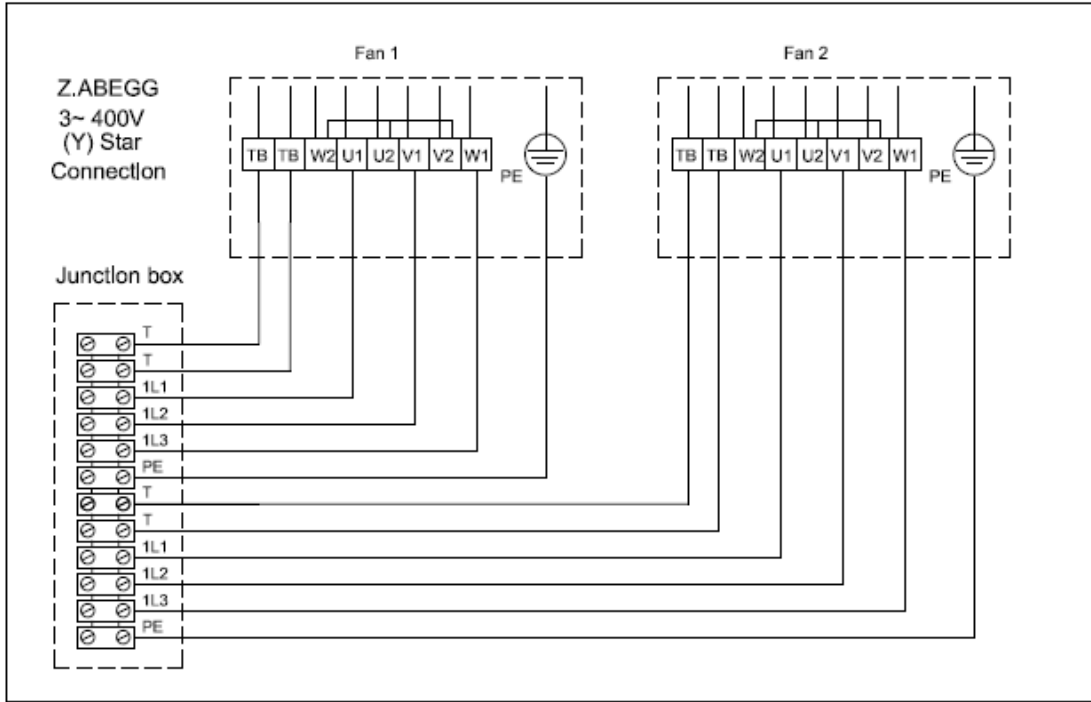 Fan 1
Fan 2
Z.ABEGG
3~ 400V
(Y) Star
Connection
TB TB W2 U1 U2 V1 V2 W1
PE
TB TB W2 U1 U2 V1 V2 W1
PE
Junction box
T
T
1L1
1L2
1L3
PE
T
T
1L1
1L2
1L3
PE